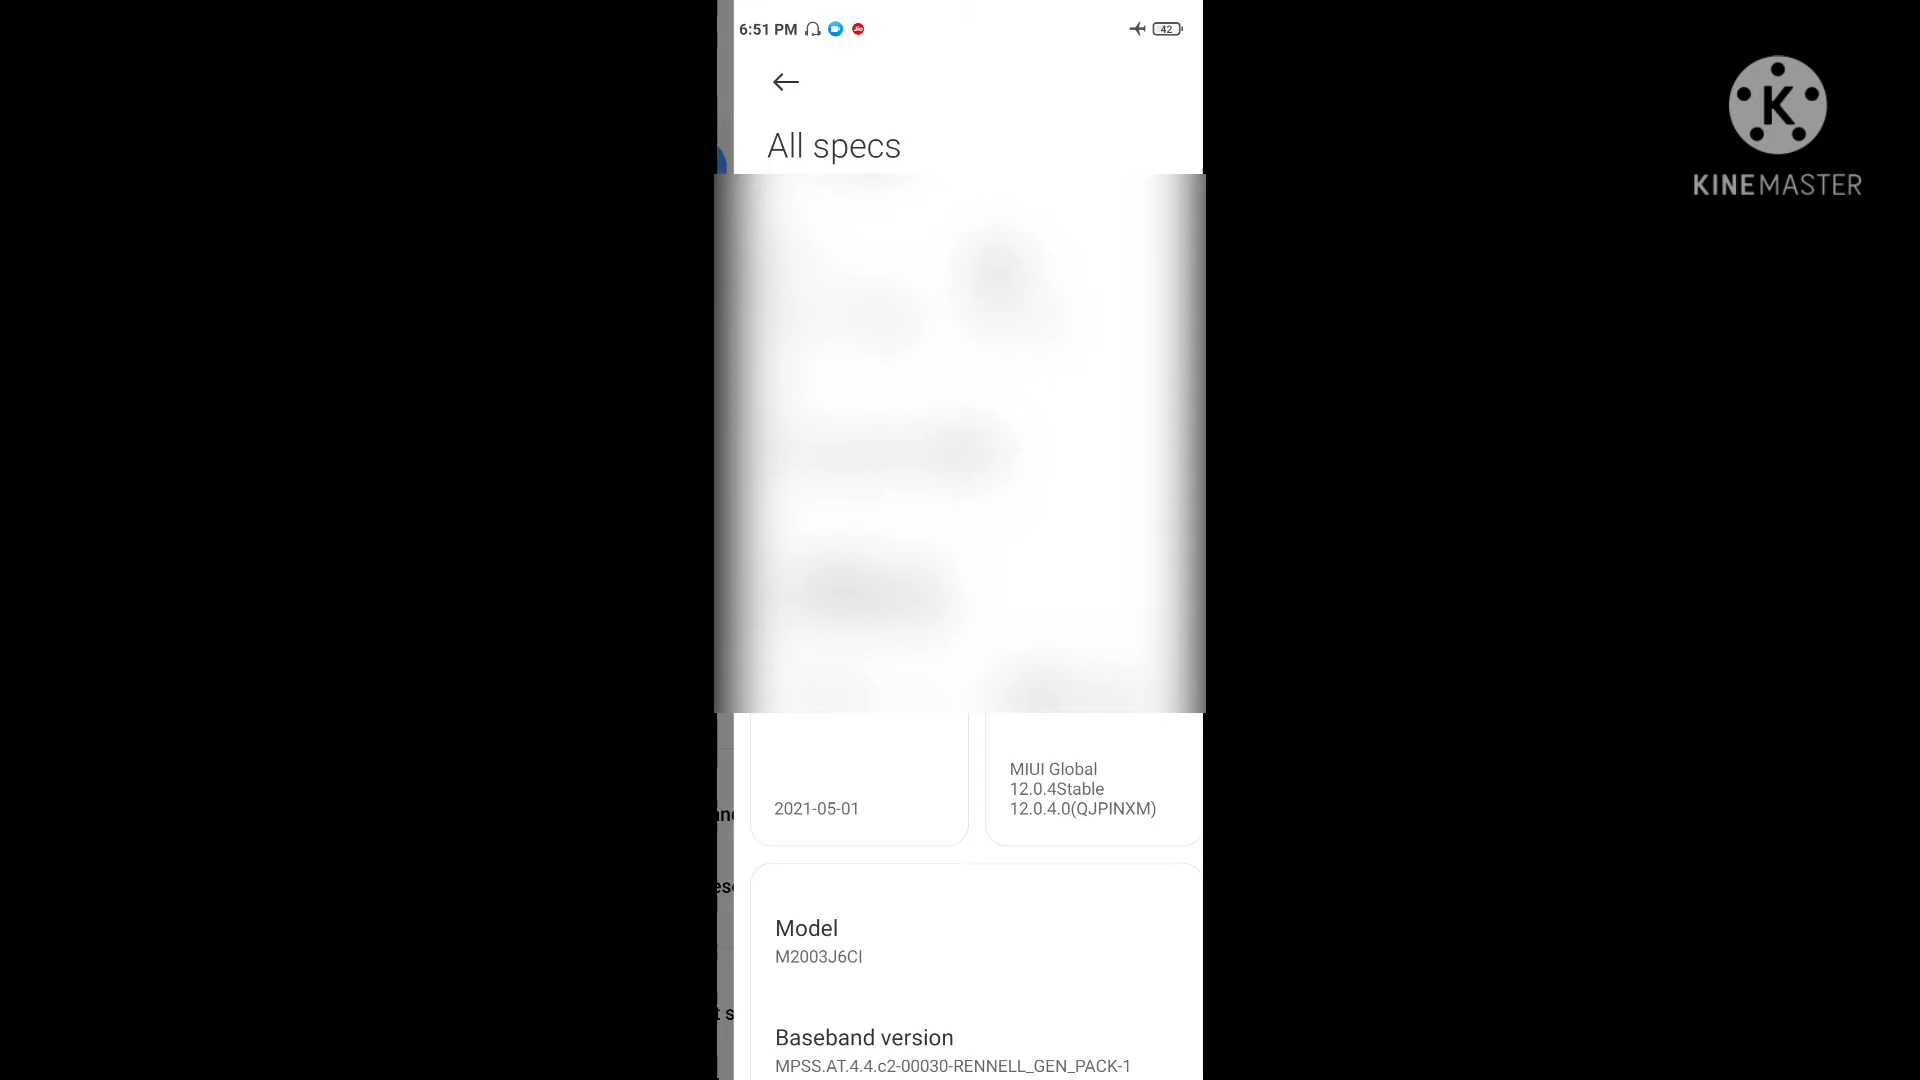 6:51 PM
Jio
42
All specs
K
KINEMASTER
MIUI Global
12.0.4Stable
2021-05-01
12.0.4.0(QJPINXM)
Model
M2003J6CI
t s
Baseband version
MPSS.AT.4.4.c2-00030-RENNELL_GEN_PACK-1